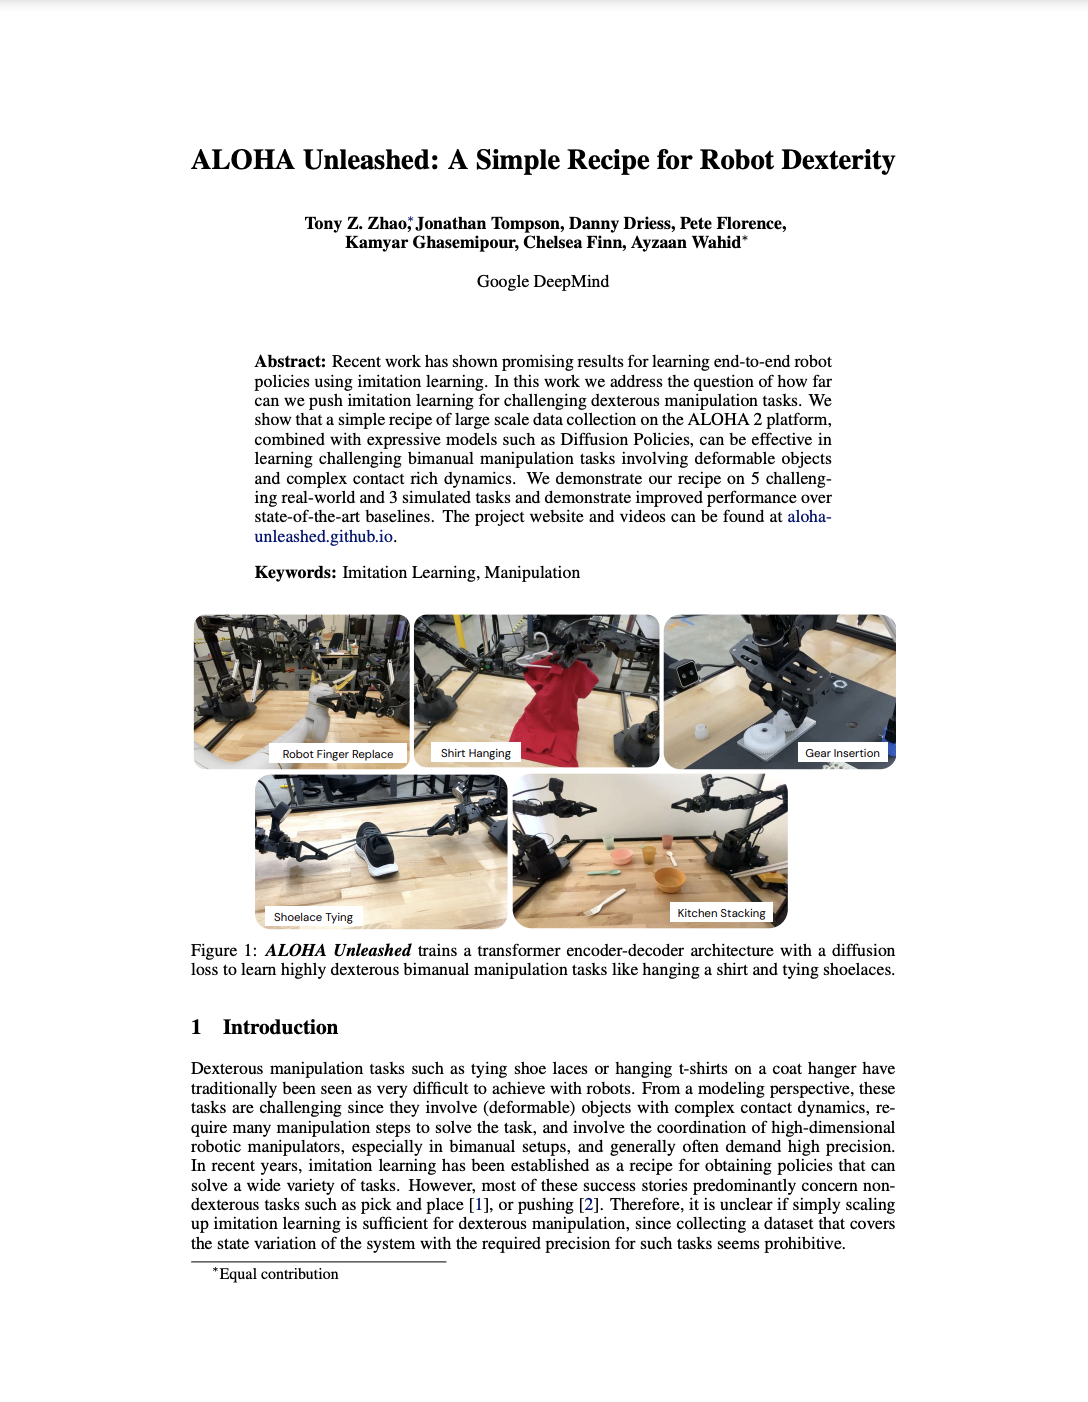 ALOHA Unleashed: A Simple Recipe for Robot Dexterity
Tony Z. Zhao,* Jonathan Tompson, Danny Driess, Pete Florence,
Kamyar Ghasemipour, Chelsea Finn, Ayzaan Wahid*
Google DeepMind
Abstract: Recent work has shown promising results for learning end-to-end robot
policies using imitation learning. In this work we address the question of how far
can we push imitation learning for challenging dexterous manipulation tasks. We
show that a simple recipe of large scale data collection on the ALOHA 2 platform,
combined with expressive models such as Diffusion Policies, can be effective in
learning challenging bimanual manipulation tasks involving deformable objects
and complex contact rich dynamics. We demonstrate our recipe on 5 challeng-
ing real-world and 3 simulated tasks and demonstrate improved performance over
state-of-the-art baselines. The project website and videos can be found at aloha-
unleashed.github.io.
Keywords: Imitation Learning, Manipulation
Robot Finger Replace
Shirt Hanging
Gear Insertion
Shoelace Tying
Kitchen Stacking
Figure 1: ALOHA Unleashed trains a transformer encoder-decoder architecture with a diffusion
loss to learn highly dexterous bimanual manipulation tasks like hanging a shirt and tying shoelaces.
1 Introduction
Dexterous manipulation tasks such as tying shoe laces or hanging t-shirts on a coat hanger have
traditionally been seen as very difficult to achieve with robots. From a modeling perspective, these
tasks are challenging since they involve (deformable) objects with complex contact dynamics, re-
quire many manipulation steps to solve the task, and involve the coordination of high-dimensional
robotic manipulators, especially in bimanual setups, and generally often demand high precision.
In recent years, imitation learning has been established as a recipe for obtaining policies that can
solve a wide variety of tasks. However, most of these success stories predominantly concern non-
dexterous tasks such as pick and place [1], or pushing [2]. Therefore, it is unclear if simply scaling
up imitation learning is sufficient for dexterous manipulation, since collecting a dataset that covers
the state variation of the system with the required precision for such tasks seems prohibitive.
*Equal contribution